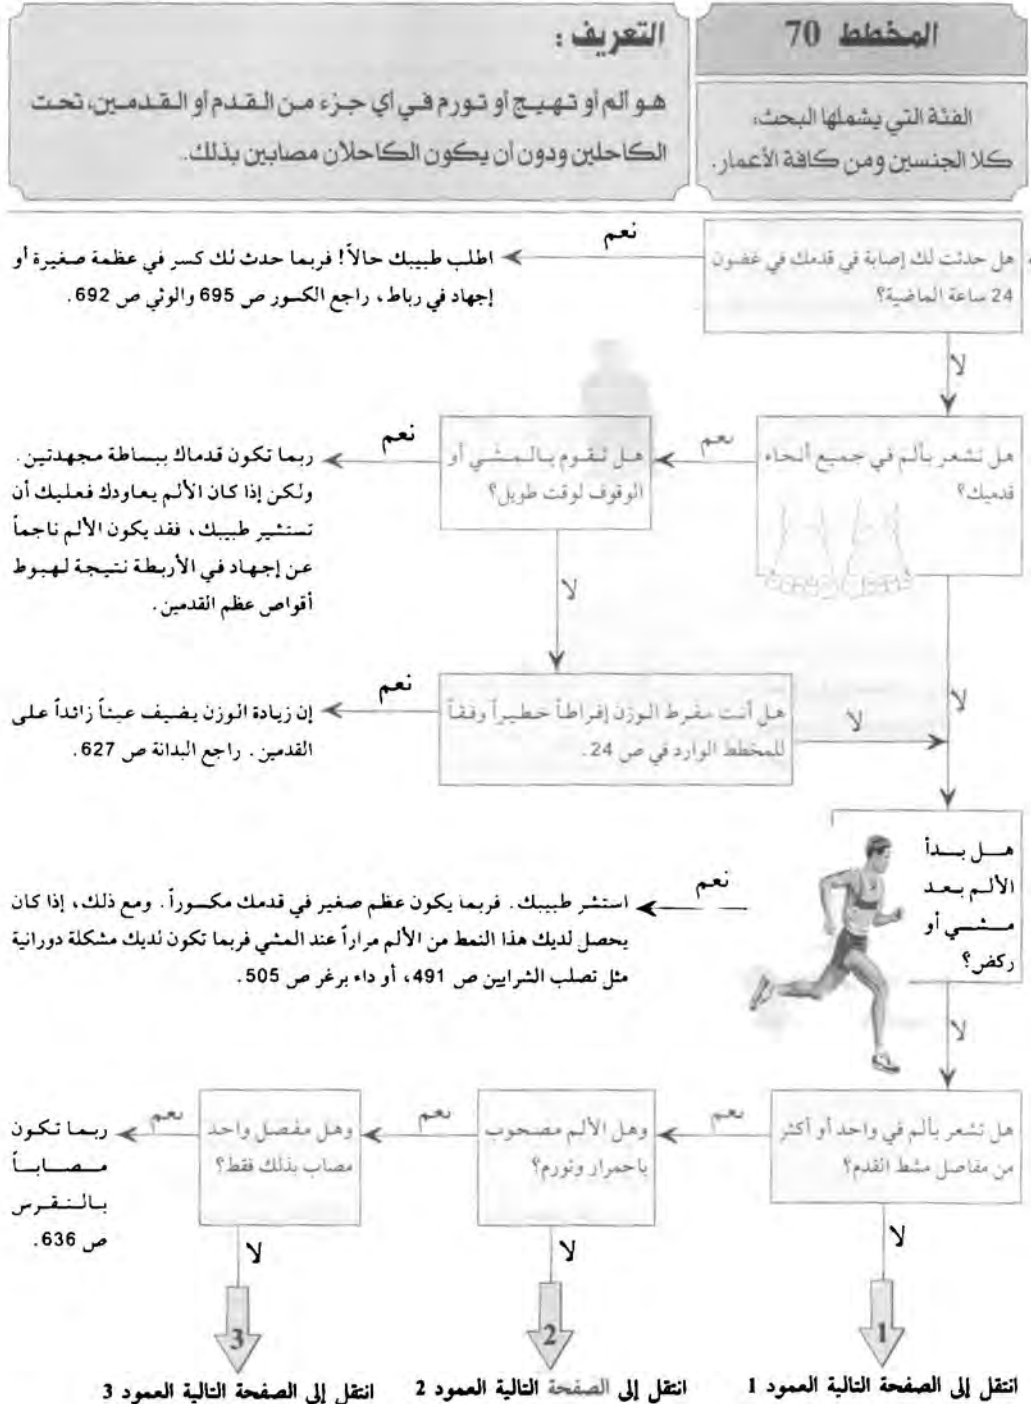 المخطط 70
الفئة التي يشملها البحث:
كلا الجنسين ومن كافة الأعمار.
التعريف:
هو ألم أو تهيج أو تورم في أي جزء من القدم أو القدمين، تحت
الكاحلين ودون أن يكون الكاحلان مصابين بذلك.
هل حدثت لك إصابة في قدمك في غضون
24 ساعة الماضية؟
نعم
اطلب طبيبك حالاً! فربما حدث لك كسر في عظمة صغيرة أو
إجهاد في رباط، راجع الكسور ص 695 والوثي ص 692.
لا
هل تشعر بألم في جميع أنحاء
قدميك؟
نعم
هل تقوم بالمشي أو
الوقوف لوقت طويل؟
نعم
ربما تكون قدماك ببساطة مجهدتين.
ولكن إذا كان الألم يعاودك فعليك أن
تستشير طبيبك، فقد يكون الألم ناجماً
عن إجهاد في الأربطة نتيجة لهبوط
أقواص عظم القدمين.
لا
لا
هل أنت مفرط الوزن إفراطاً خطيراً وفقاً
للمخطط الوارد في ص 24.
لا
نعم
إن زيادة الوزن يضيف عبئاً زائداً على
القدمين. راجع البدانة ص 627.
هل بدأ
الألم بعد
مشي أو
ركض؟
نعم
استشر طبيبك. فربما يكون عظم صغير في قدمك مكسوراً. ومع ذلك، إذا كان
يحصل لديك هذا النمط من الألم مراراً عند المشي فربما تكون لديك مشكلة دورانية
مثل تصلب الشرايين ص 491، أو داء برغر ص 505.
لا
هل تشعر بألم في واحد أو أكثر
من مفاصل مشط القدم؟
نعم
وهل الألم مصحوب
باحمرار وتورم؟
نعم
وهل مفصل واحد
مصاب بذلك فقط؟
نعم
ربما تكون
مصاباً
بالنقرس
ص 636.
لا
لا
لا
1
2
3
انتقل إلى الصفحة التالية العمود 1
انتقل إلى الصفحة التالية العمود 2
انتقل إلى الصفحة التالية العمود 3